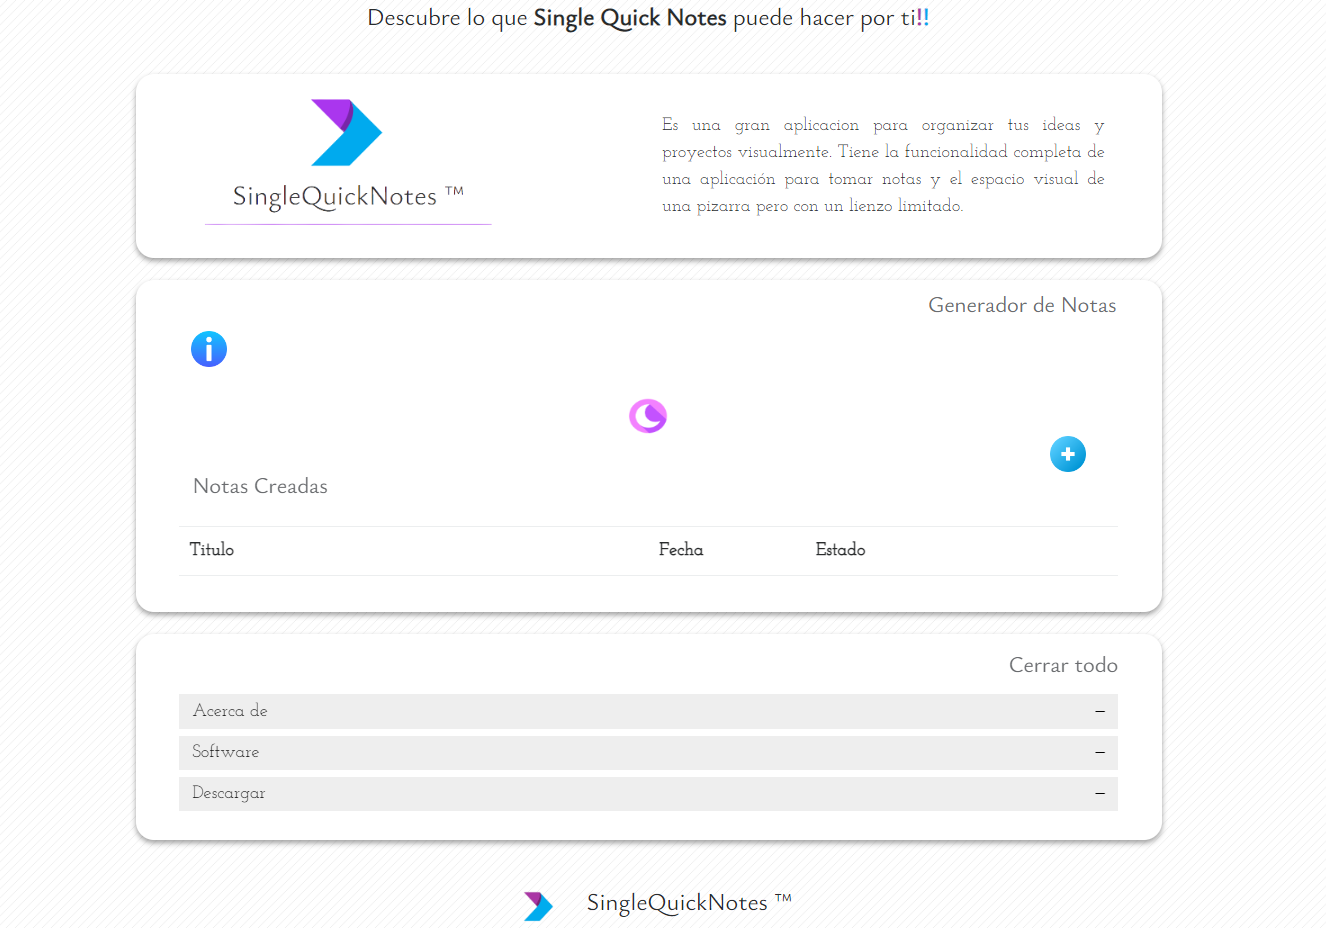 Descubre lo que Single Quick Notes puede hacer por ti!!
SingleQuickNotes ™
Es una gran aplicacion para organizar tus ideas y
proyectos visualmente. Tiene la funcionalidad completa de
una aplicación para tomar notas y el espacio visual de
una pizarra pero con un lienzo limitado.
Generador de Notas
Notas Creadas
Titulo Fecha Estado
Cerrar todo
Acerca de –
Software –
Descargar –
SingleQuickNotes ™